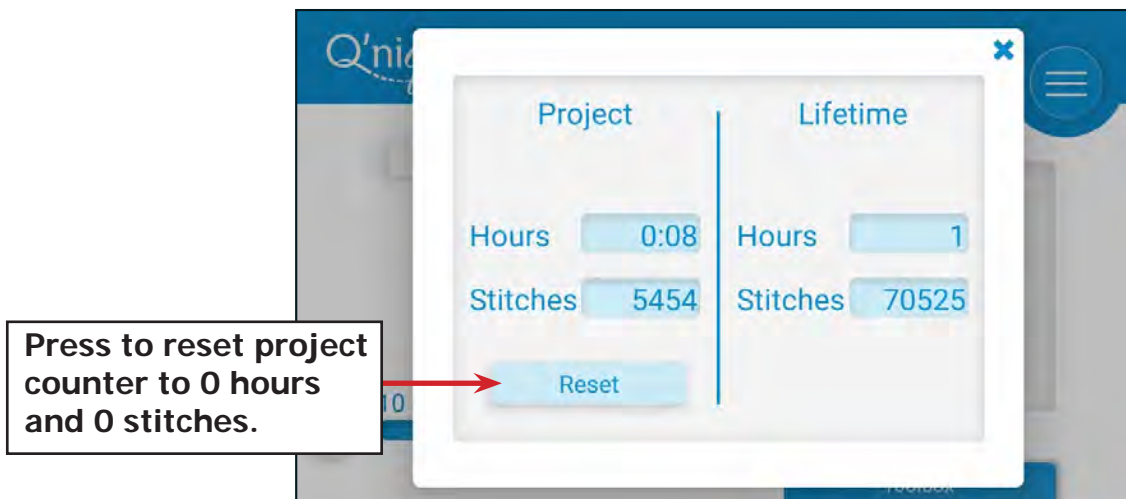 Q'ni
Project
Lifetime
Hours 0:08 Hours 1
Stitches 5454 Stitches 70525
Press to reset project
counter to 0 hours
and 0 stitches.
Reset
10